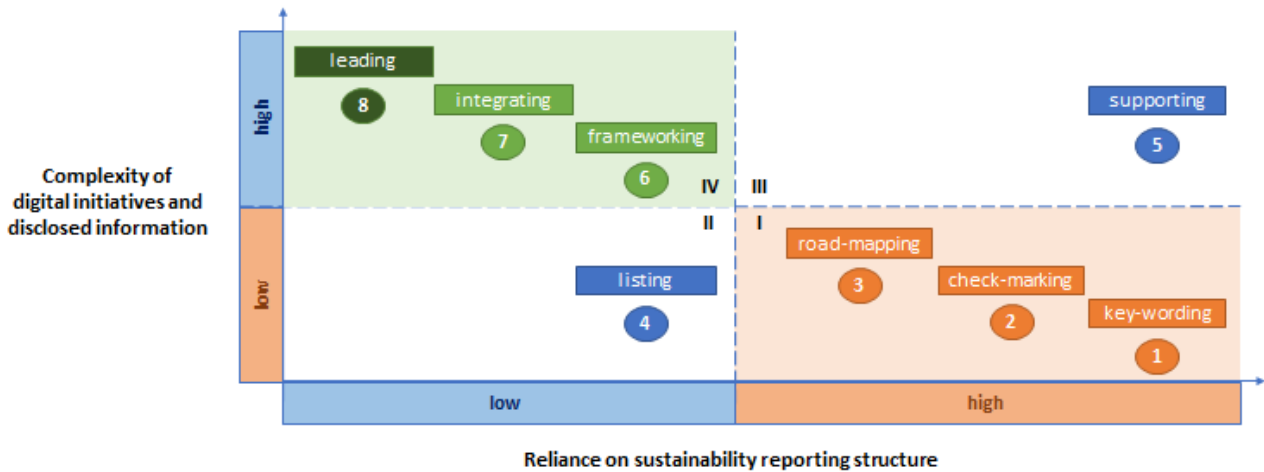 leading
8
integrating
7
frameworking
6
supporting
5
high
Complexity of
digital initiatives and
disclosed information
IV
III
II
I
road-mapping
3
listing
4
check-marking
2
key-wording
1
low
low
high
Reliance on sustainability reporting structure